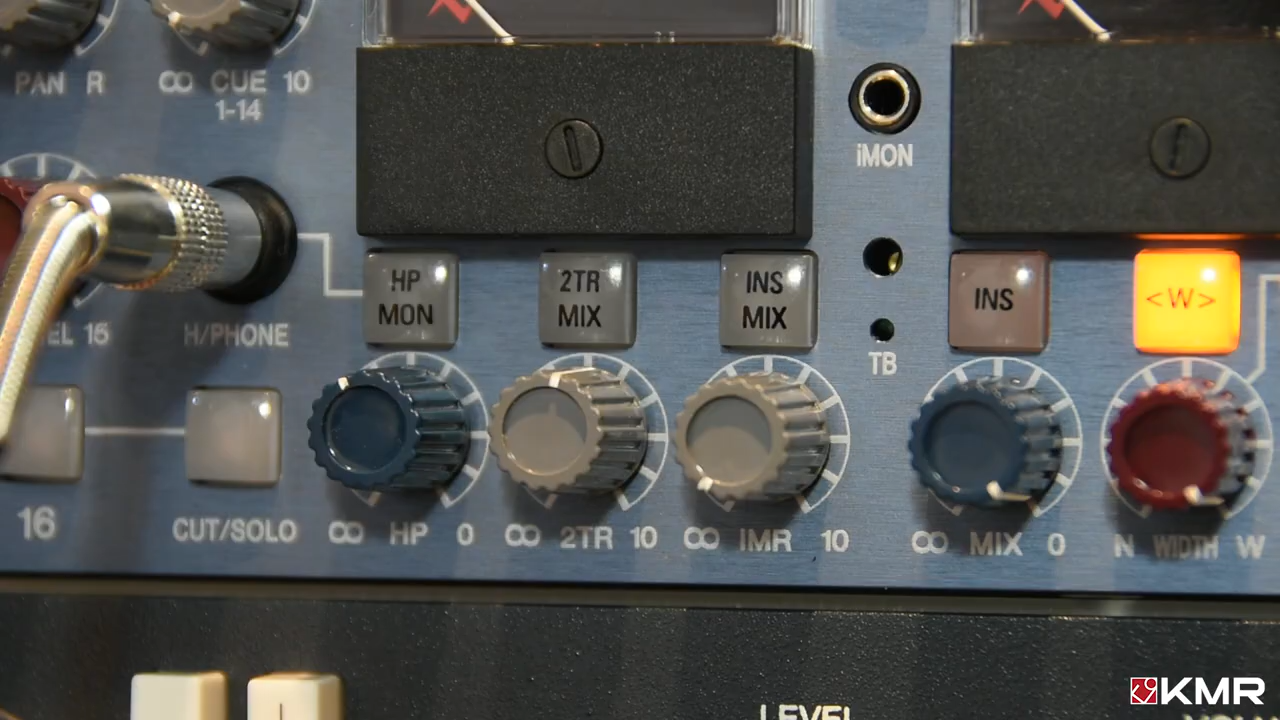 PAN R
∞ CUE 10
1-14
iMON
HP
MON
2TR
MIX
INS
MIX
INS
<W>
EL 16
H/PHONE
TB
16
CUT/SOLO
∞ HP 0
∞ 2TR 10
∞ IMR 10
∞ MIX 0
N WIDTH W
KMR
LEVEL